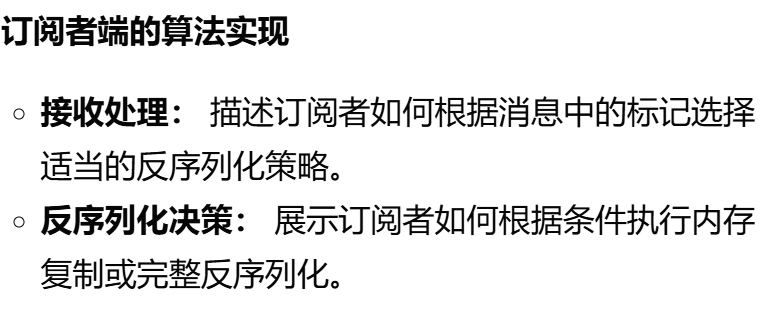 订阅者端的算法实现
接收处理： 描述订阅者如何根据消息中的标记选择
适当的反序列化策略。
反序列化决策： 展示订阅者如何根据条件执行内存
复制或完整反序列化。